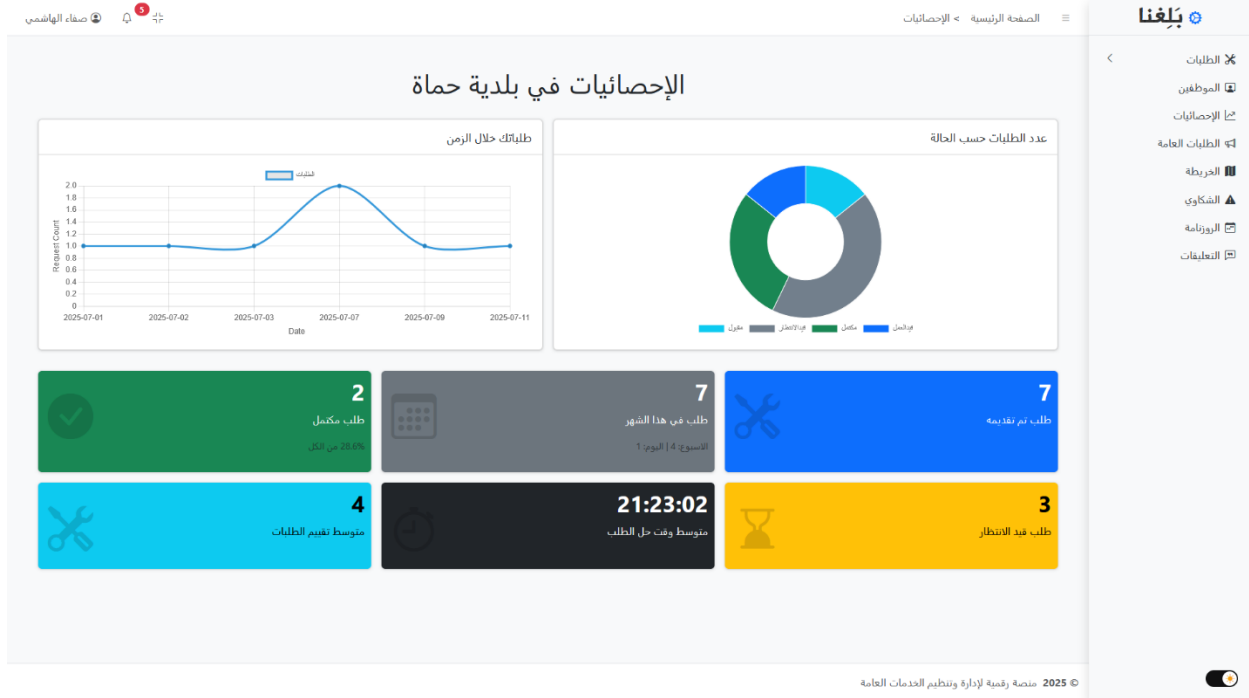 بَلِغنا
الطلبات
الموظفين
الإحصائيات
الطلبات العامة
الخريطة
الشكاوي
الروزنامة
التعليقات
الصفحة الرئيسية > الإحصائيات
5
صفاء الهاشمي
الإحصائيات في بلدية حماة
عدد الطلبات حسب الحالة
قيد العمل
مكتمل
قيد الانتظار
مقبول
طلباتك خلال الزمن
الطلبات
2.0
1.8
1.6
1.4
1.2
1.0
0.8
0.6
0.4
0.2
0
Request Count
2025-07-01 2025-07-02 2025-07-03 2025-07-07 2025-07-09 2025-07-11
Date
7
طلب تم تقديمه
7
طلب في هذا الشهر
الاسبوع: 4 | اليوم: 1
2
طلب مكتمل
28.6% من الكل
3
طلب قيد الانتظار
21:23:02
متوسط وقت حل الطلب
4
متوسط تقييم الطلبات
© 2025 منصة رقمية لإدارة وتنظيم الخدمات العامة